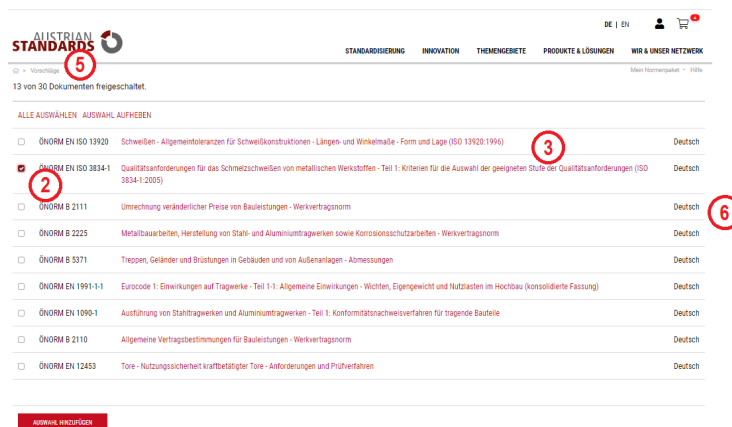 DE | EN
4
AUSTRIAN
STANDARDS
STANDARDISIERUNG INNOVATION THEMENGEBIETE PRODUKTE & LÖSUNGEN WIR & UNSER NETZWERK
> Vorschläge
5
Mein Normenpaket Hilfe
13 von 30 Dokumenten freigeschaltet.
ALLE AUSWÄHLEN AUSWAHL AUFHEBEN
ÖNORM EN ISO 13920 Schweißen - Allgemeintoleranzen für Schweißkonstruktionen - Längen- und Winkelmaße - Form und Lage (ISO 13920:1996) Deutsch
3
ÖNORM EN ISO 3834-1 Qualitätsanforderungen für das Schmelzschweißen von metallischen Werkstoffen - Teil 1: Kriterien für die Auswahl der geeigneten Stufe der Qualitätsanforderungen (ISO Deutsch
3834-1:2005)
2
ÖNORM B 2111 Umrechnung veränderlicher Preise von Bauleistungen - Werkvertragsnorm Deutsch
6
ÖNORM B 2225 Metallbauarbeiten, Herstellung von Stahl- und Aluminiumtragwerken sowie Korrosionsschutzarbeiten - Werkvertragsnorm Deutsch
ÖNORM B 5371 Treppen, Geländer und Brüstungen in Gebäuden und von Außenanlagen - Abmessungen Deutsch
ÖNORM EN 1991-1-1 Eurocode 1: Einwirkungen auf Tragwerke - Teil 1-1: Allgemeine Einwirkungen - Wichten, Eigengewicht und Nutzlasten im Hochbau (konsolidierte Fassung) Deutsch
ÖNORM EN 1090-1 Ausführung von Stahltragwerken und Aluminiumtragwerken - Teil 1: Konformitätsnachweisverfahren für tragende Bauteile Deutsch
ÖNORM B 2110 Allgemeine Vertragsbestimmungen für Bauleistungen - Werkvertragsnorm Deutsch
ÖNORM EN 12453 Tore - Nutzungssicherheit kraftbetätigter Tore - Anforderungen und Prüfverfahren Deutsch
AUSWAHL HINZUFÜGEN